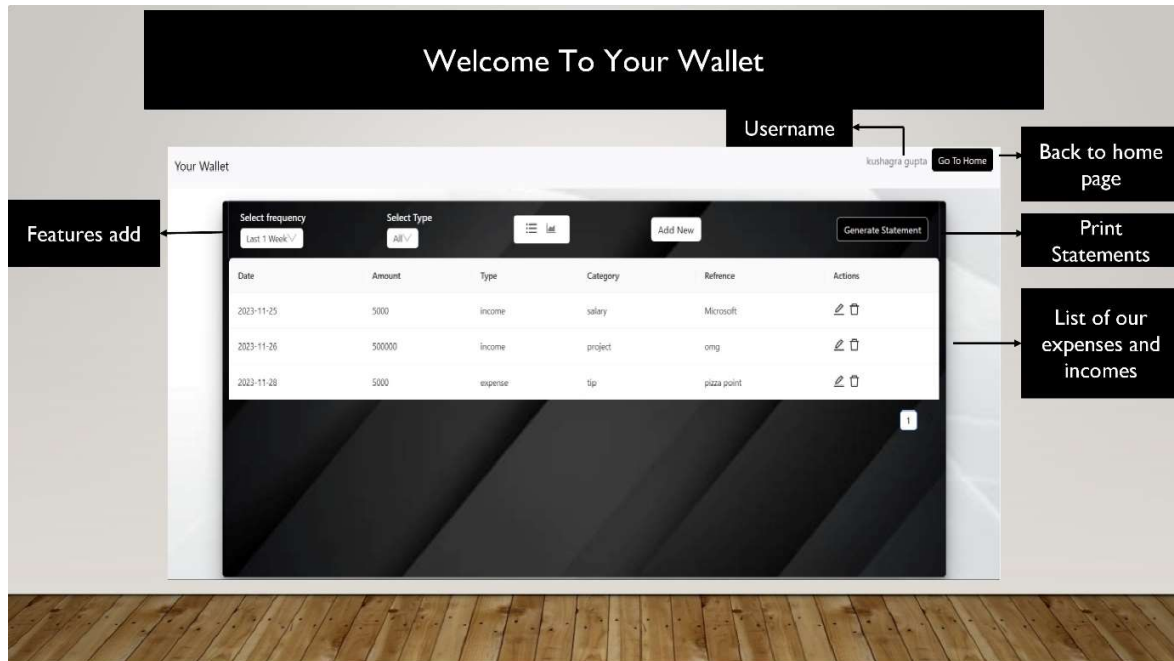 Welcome To Your Wallet
Username
Your Wallet
kushagra gupta Go To Home
Back to home
page
Features add
Select frequency Select Type
Last 1 Week All Add New Generate Statement
Print
Statements
Date Amount Type Category Refrence Actions
2023-11-25 5000 income salary Microsoft
2023-11-26 500000 income project omg
2023-11-28 5000 expense tip pizza point
List of our
expenses and
incomes
1